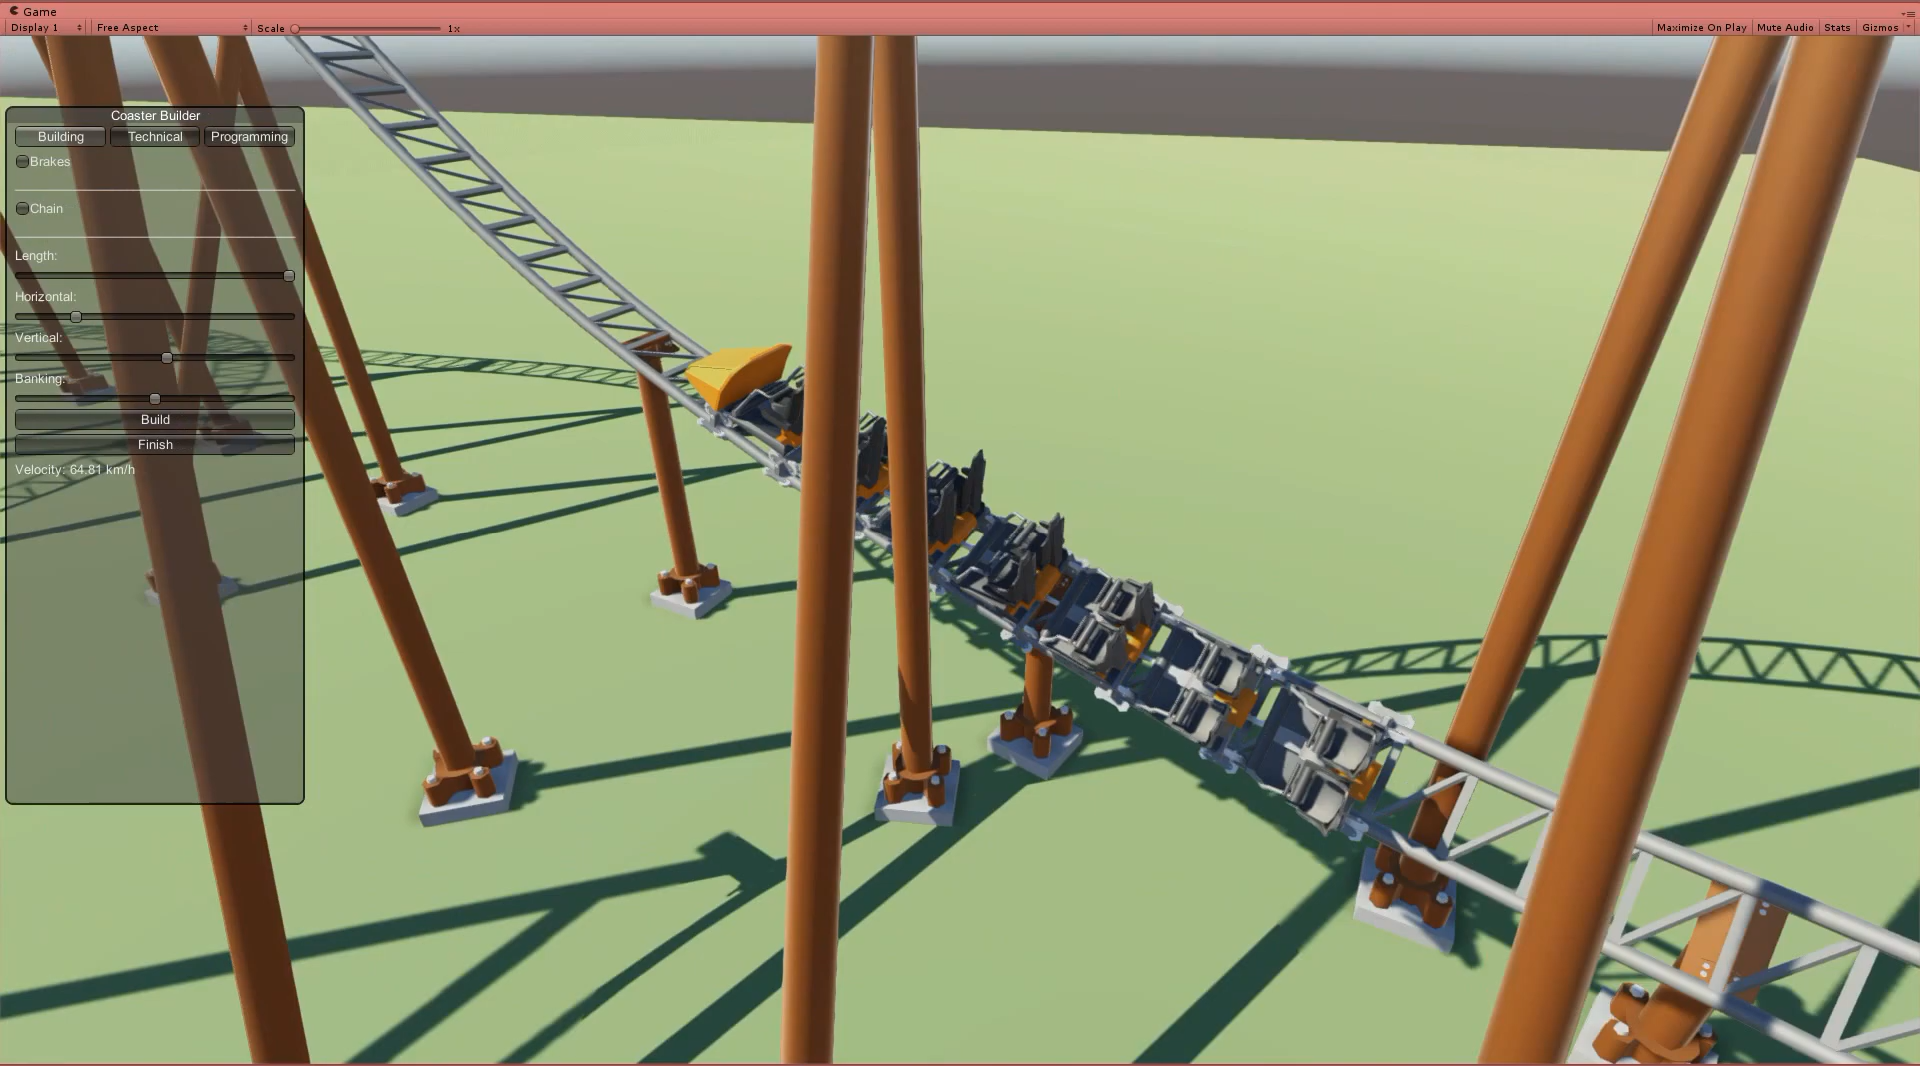 Game
Display 1 Free Aspect Scale 1x Maximize On Play Mute Audio Stats Gizmos
Coaster Builder
Building Technical Programming
Brakes
Chain
Length:
Horizontal:
Vertical:
Banking:
Build
Finish
Velocity: 64.81 km/h